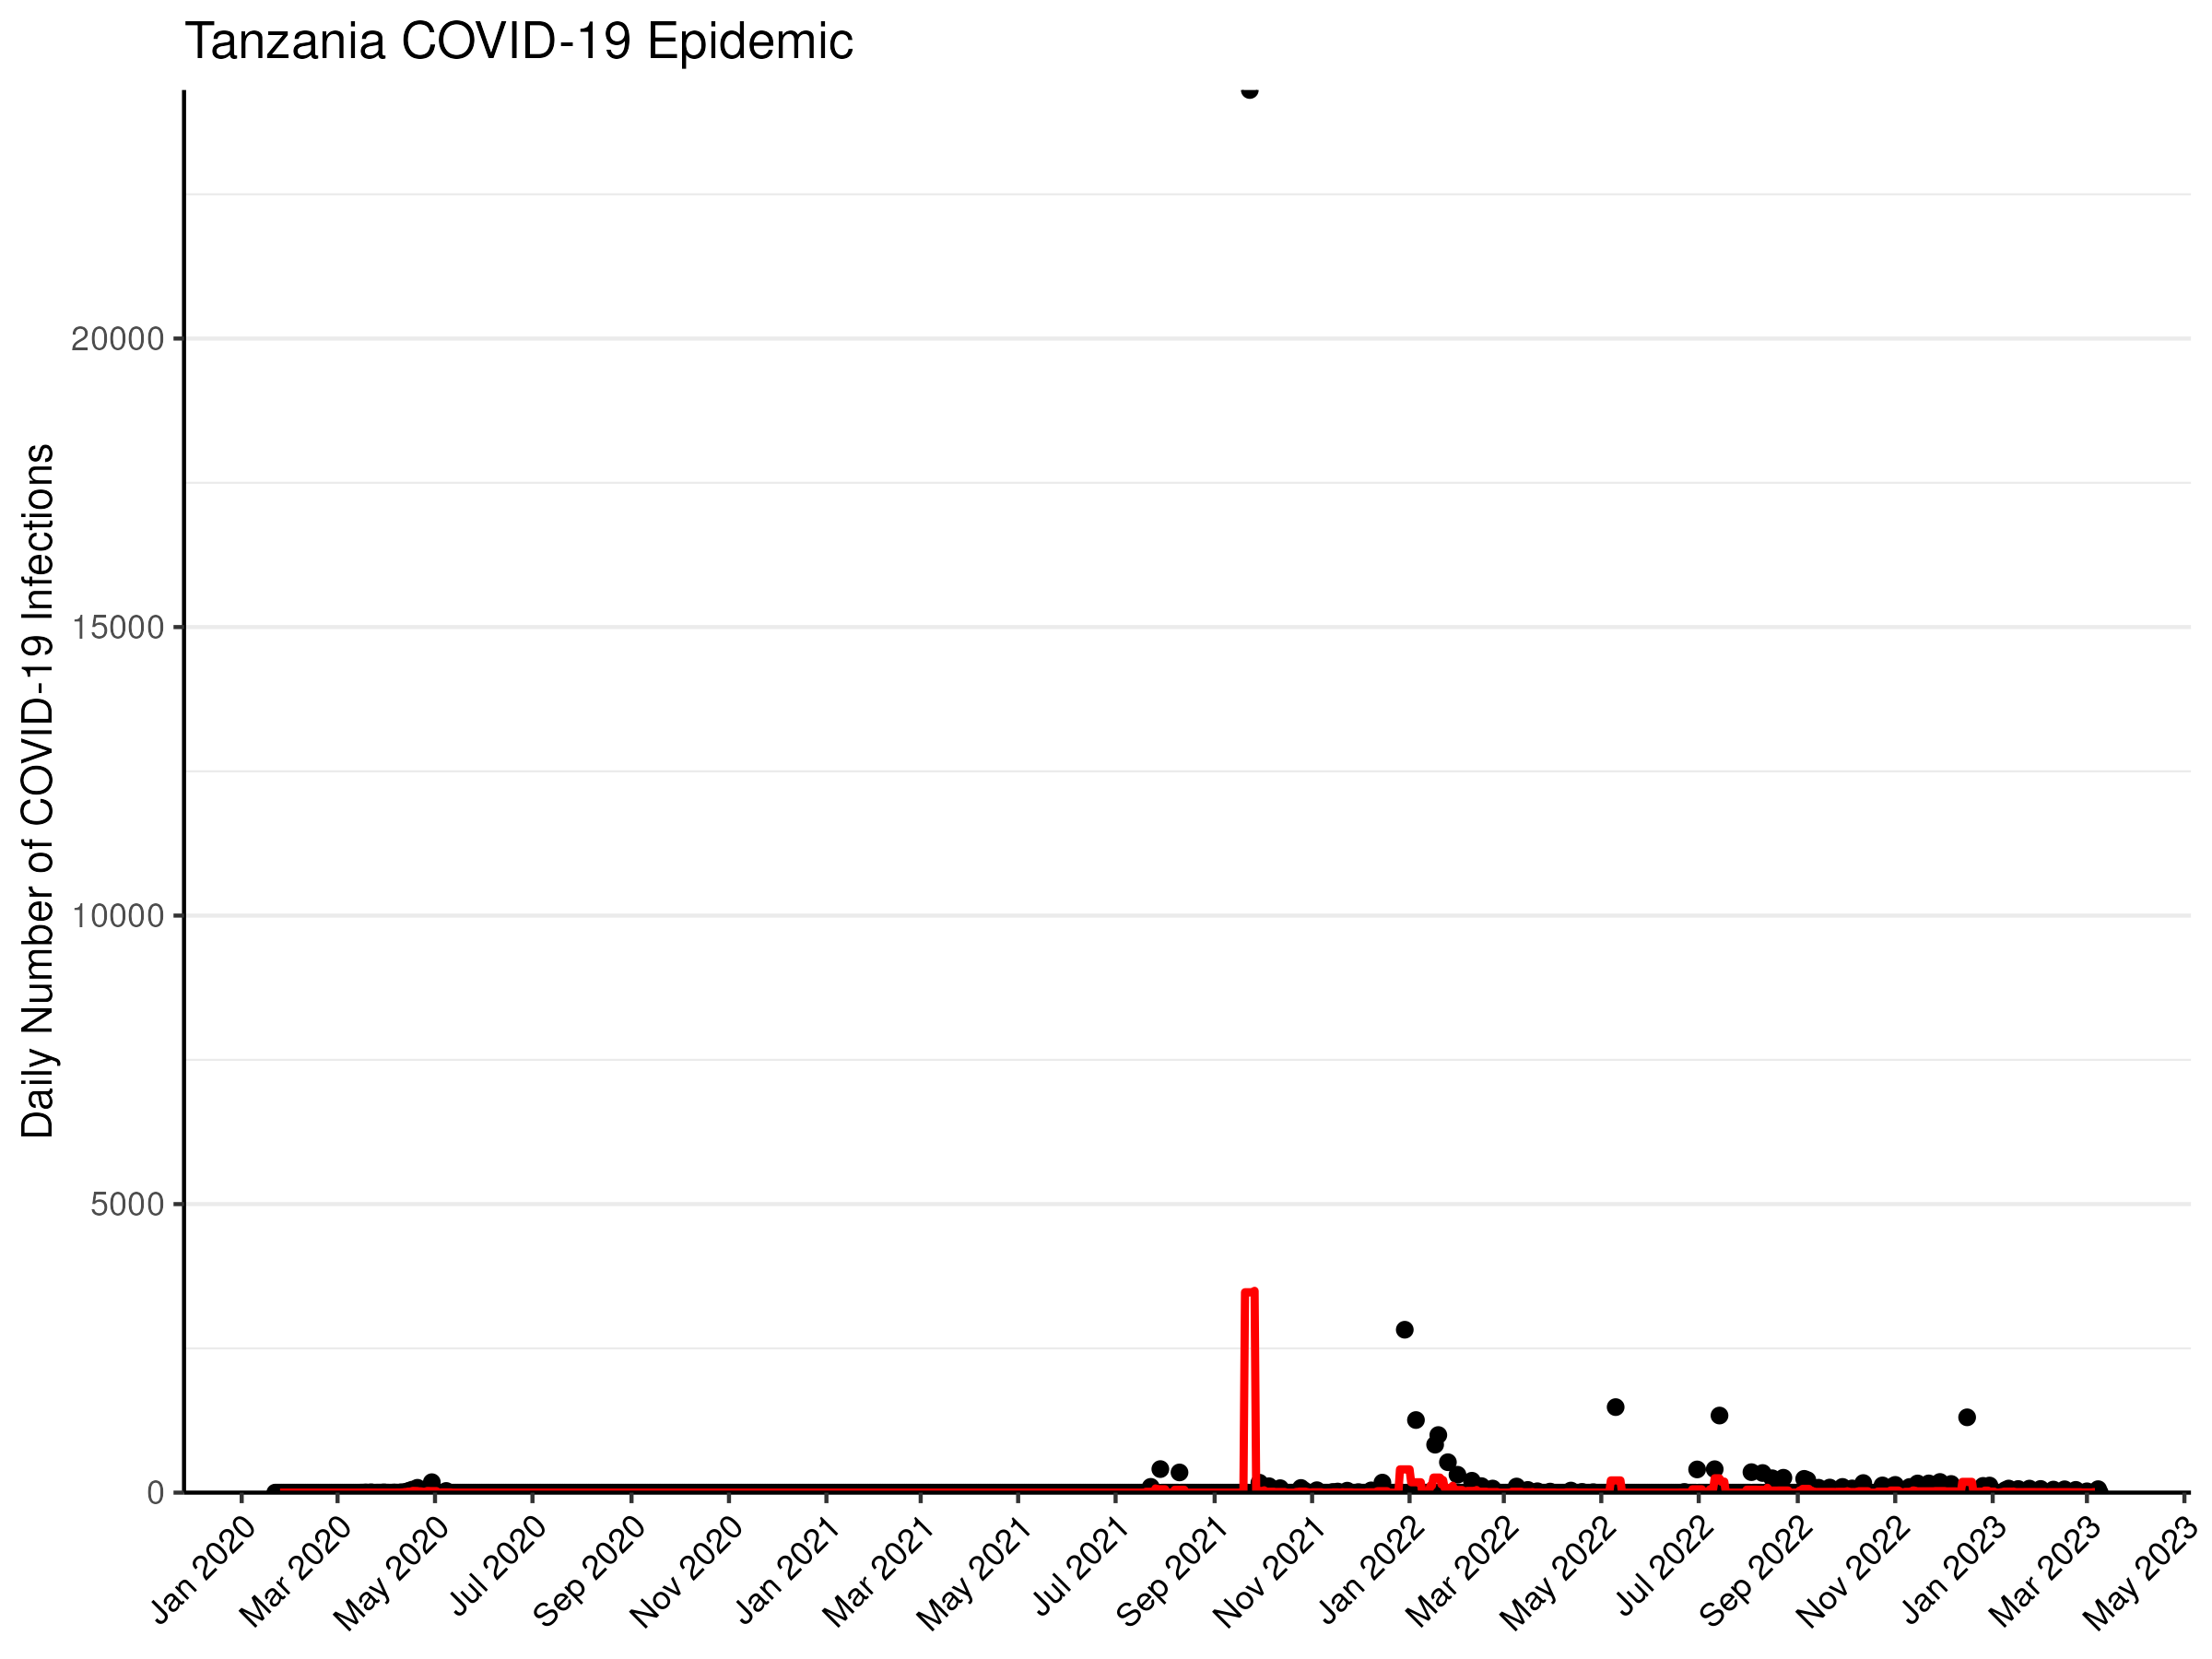 Tanzania COVID-19 Epidemic
Daily Number of COVID-19 Infections
20000
15000
10000
5000
0
Jan 2020
Mar 2020
May 2020
Jul 2020
Sep 2020
Nov 2020
Jan 2021
Mar 2021
May 2021
Jul 2021
Sep 2021
Nov 2021
Jan 2022
Mar 2022
May 2022
Jul 2022
Sep 2022
Nov 2022
Jan 2023
Mar 2023
May 2023